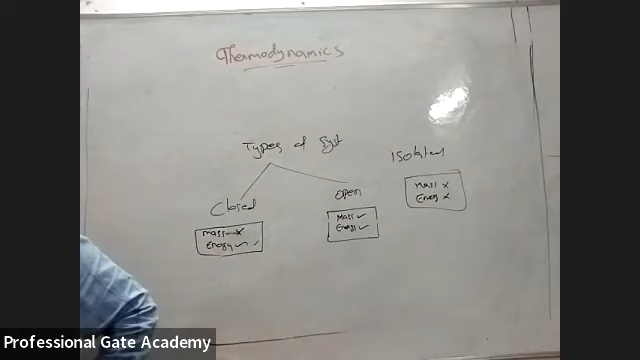 Thermodynamics
Types of Syst
Isolated
Mass ×
Energy ×
Closed
Mass → ×
Energy ✓ ✓
Open
Mass ✓
Energy ✓
Professional Gate Academy